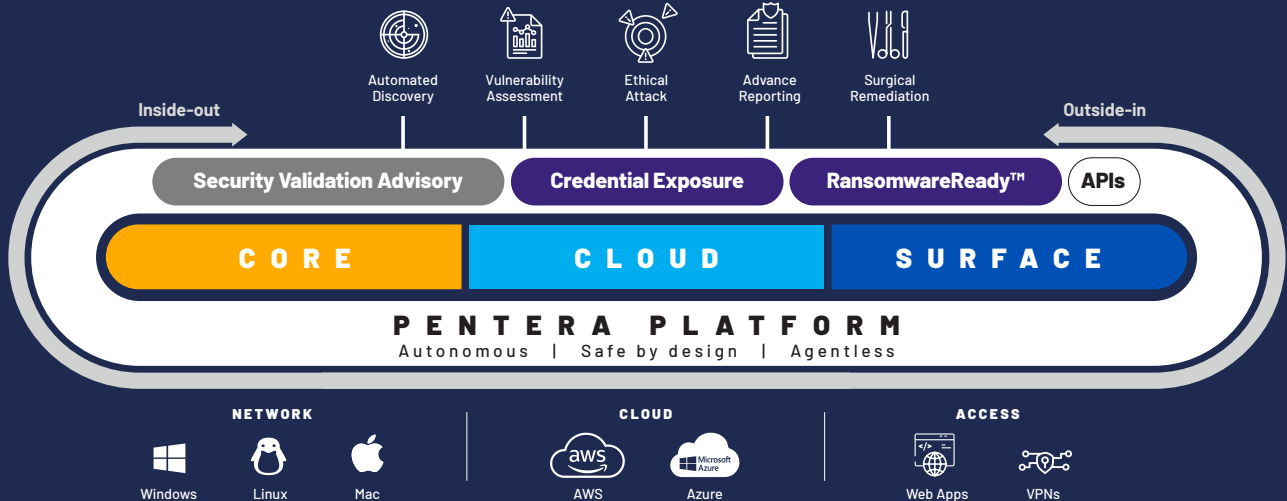 Automated
Discovery
Vulnerability
Assessment
Ethical
Attack
Advance
Reporting
Surgical
Remediation
Inside-out
Outside-in
Security Validation Advisory
Credential Exposure
RansomwareReady™
APIs
CORE
CLOUD
SURFACE
PENTERA PLATFORM
Autonomous | Safe by design | Agentless
NETWORK
CLOUD
ACCESS
aws
Microsoft
Azure
</>
Windows
Linux
Mac
AWS
Azure
Web Apps
VPNs